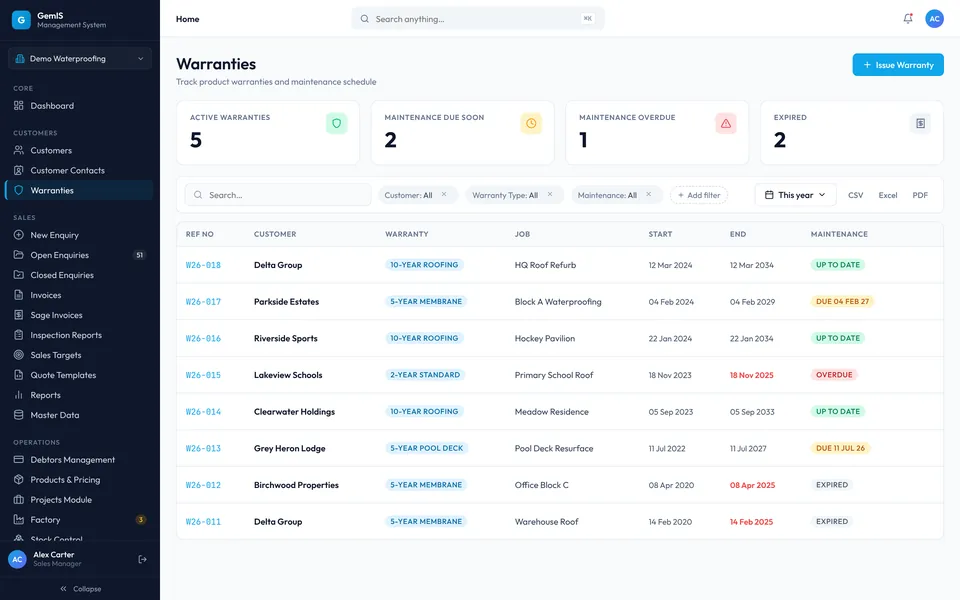 G
GemIS
Management System
Demo Waterproofing
CORE
Dashboard
CUSTOMERS
Customers
Customer Contacts
Warranties
SALES
New Enquiry
Open Enquiries 51
Closed Enquiries
Invoices
Sage Invoices
Inspection Reports
Sales Targets
Quote Templates
Reports
Master Data
OPERATIONS
Debtors Management
Products & Pricing
Projects Module
Factory 3
Stock Control
AC
Alex Carter
Sales Manager
Collapse
Home
Search anything...
⌘K
AC
Warranties
Track product warranties and maintenance schedule
+ Issue Warranty
ACTIVE WARRANTIES
5
MAINTENANCE DUE SOON
2
MAINTENANCE OVERDUE
1
EXPIRED
2
Search...
Customer: All ×
Warranty Type: All ×
Maintenance: All ×
+ Add filter
This year
CSV
Excel
PDF
REF NO CUSTOMER WARRANTY JOB START END MAINTENANCE
W26-018 Delta Group 10-YEAR ROOFING HQ Roof Refurb 12 Mar 2024 12 Mar 2034 UP TO DATE
W26-017 Parkside Estates 5-YEAR MEMBRANE Block A Waterproofing 04 Feb 2024 04 Feb 2029 DUE 04 FEB 27
W26-016 Riverside Sports 10-YEAR ROOFING Hockey Pavilion 22 Jan 2024 22 Jan 2034 UP TO DATE
W26-015 Lakeview Schools 2-YEAR STANDARD Primary School Roof 18 Nov 2023 18 Nov 2025 OVERDUE
W26-014 Clearwater Holdings 10-YEAR ROOFING Meadow Residence 05 Sep 2023 05 Sep 2033 UP TO DATE
W26-013 Grey Heron Lodge 5-YEAR POOL DECK Pool Deck Resurface 11 Jul 2022 11 Jul 2027 DUE 11 JUL 26
W26-012 Birchwood Properties 5-YEAR MEMBRANE Office Block C 08 Apr 2020 08 Apr 2025 EXPIRED
W26-011 Delta Group 5-YEAR MEMBRANE Warehouse Roof 14 Feb 2020 14 Feb 2025 EXPIRED